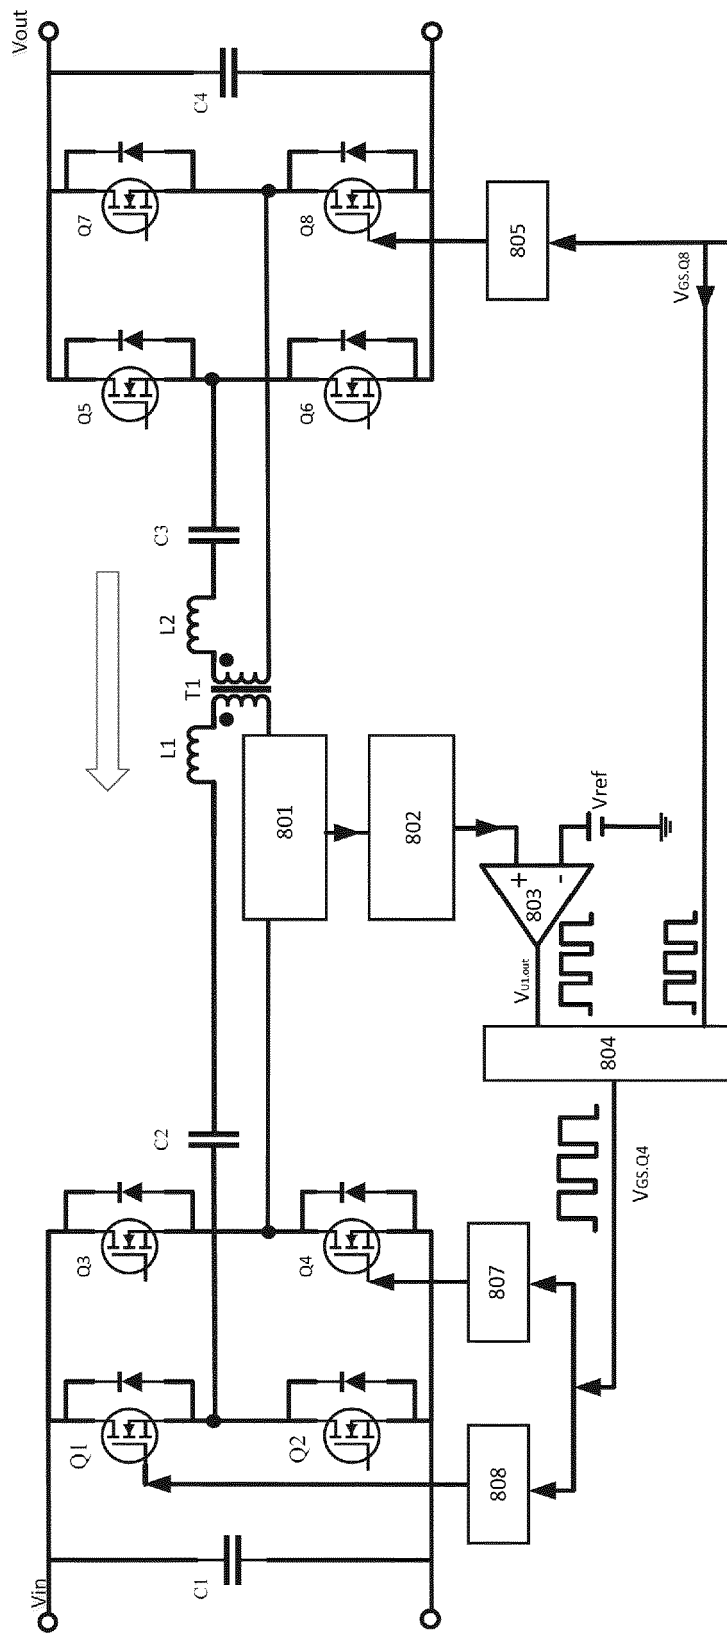 Vin
Vout
C1
Q1
Q2
Q3
Q4
C2
L1
T1
L2
C3
Q5
Q6
Q7
Q8
C4
801
802
+
-
803
Vref
VU1.out
804
805
807
808
VGS.Q4
VGS.Q8